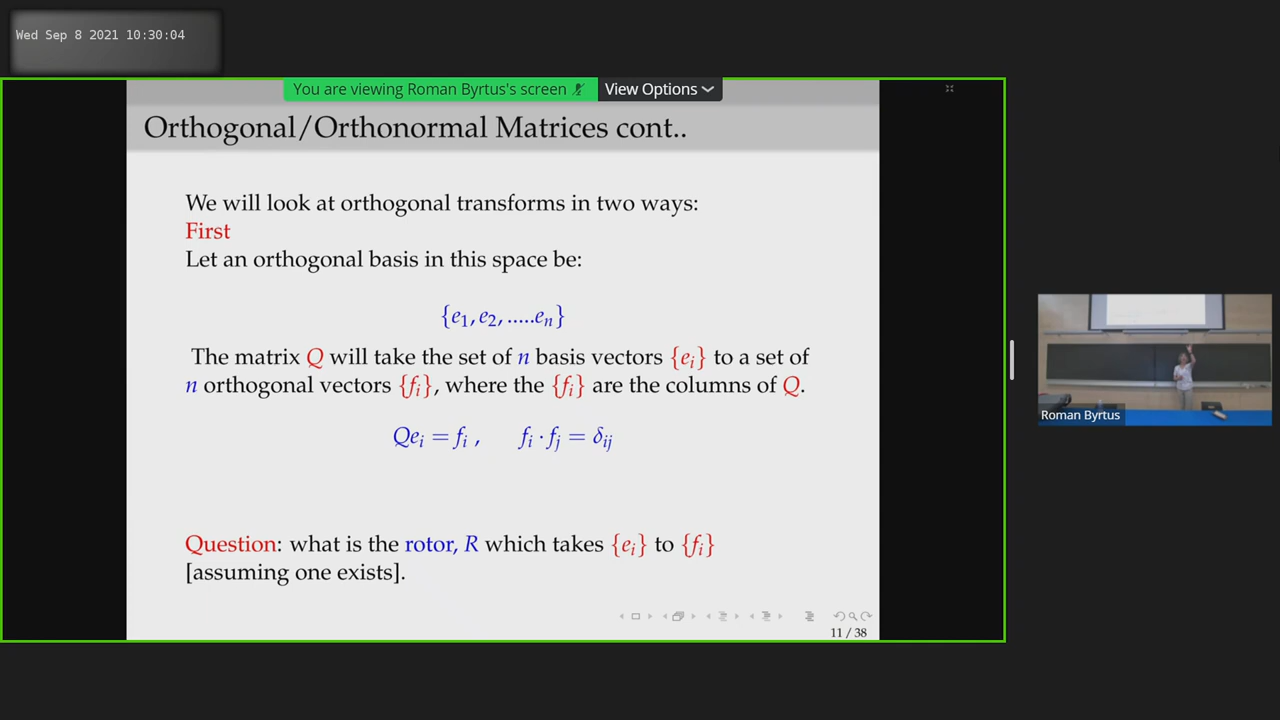 Wed Sep 8 2021 10:30:04
You are viewing Roman Byrtus's screen
View Options
Orthogonal/Orthonormal Matrices cont..
We will look at orthogonal transforms in two ways:
First
Let an orthogonal basis in this space be:
{e₁, e₂, .....eₙ}
The matrix Q will take the set of n basis vectors {eᵢ} to a set of
n orthogonal vectors {fᵢ}, where the {fᵢ} are the columns of Q.
Qeᵢ = fᵢ , fᵢ · fⱼ = δᵢⱼ
Question: what is the rotor, R which takes {eᵢ} to {fᵢ}
[assuming one exists].
11 / 38
Roman Byrtus